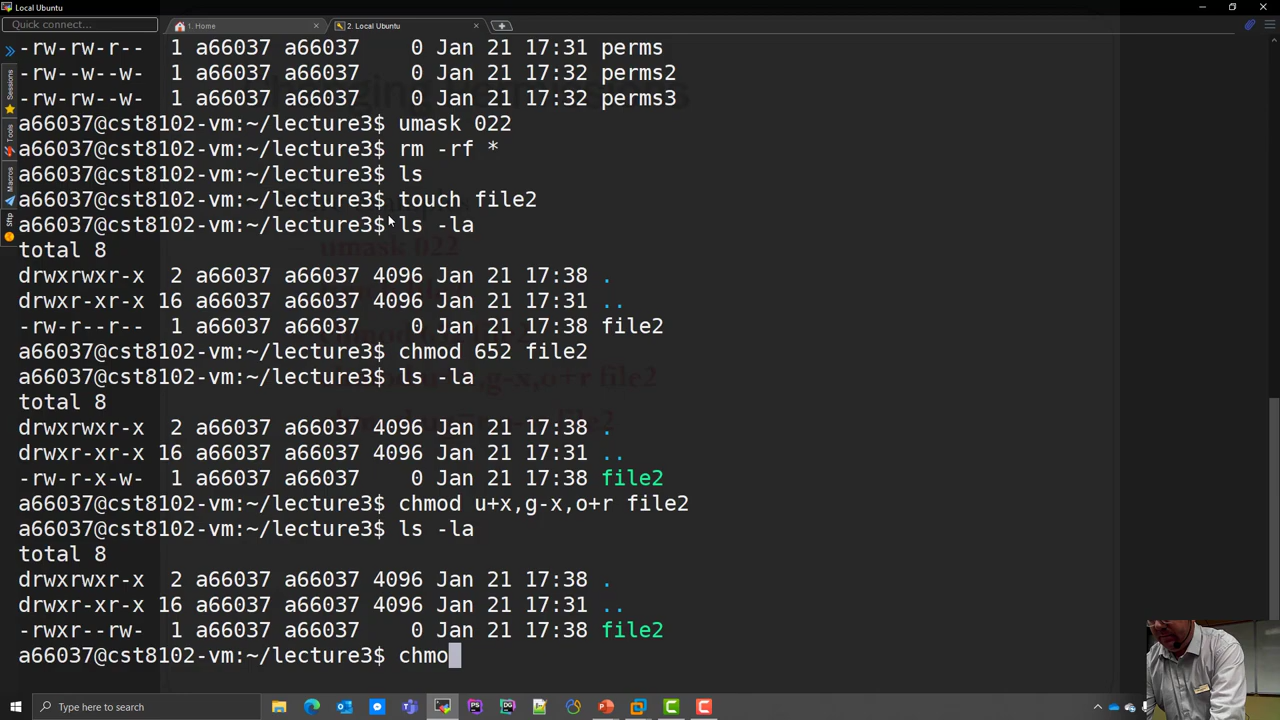 Local Ubuntu
Quick connect...
1. Home
2. Local Ubuntu
Sessions
Tools
Macros
Sftp
-rw-rw-r-- 1 a66037 a66037 0 Jan 21 17:31 perms
-rw--w--w- 1 a66037 a66037 0 Jan 21 17:32 perms2
-rw--w--w- 1 a66037 a66037 0 Jan 21 17:32 perms3
a66037@cst8102-vm:~/lecture3$ umask 022
a66037@cst8102-vm:~/lecture3$ rm -rf *
a66037@cst8102-vm:~/lecture3$ ls
a66037@cst8102-vm:~/lecture3$ touch file2
a66037@cst8102-vm:~/lecture3$ ls -la
umask 022
total 8
drwxrwxr-x 2 a66037 a66037 4096 Jan 21 17:38 .
drwxr-xr-x 16 a66037 a66037 4096 Jan 21 17:31 ..
-rw-r--r-- 1 a66037 a66037 0 Jan 21 17:38 file2
a66037@cst8102-vm:~/lecture3$ chmod 652 file2
a66037@cst8102-vm:~/lecture3$ ls -la
total 8
drwxrwxr-x 2 a66037 a66037 4096 Jan 21 17:38 .
drwxr-xr-x 16 a66037 a66037 4096 Jan 21 17:31 ..
-rw-r-x-w- 1 a66037 a66037 0 Jan 21 17:38 file2
a66037@cst8102-vm:~/lecture3$ chmod u+x,g-x,o+r file2
a66037@cst8102-vm:~/lecture3$ ls -la
total 8
drwxrwxr-x 2 a66037 a66037 4096 Jan 21 17:38 .
drwxr-xr-x 16 a66037 a66037 4096 Jan 21 17:31 ..
-rwxr--rw- 1 a66037 a66037 0 Jan 21 17:38 file2
a66037@cst8102-vm:~/lecture3$ chmo
Type here to search